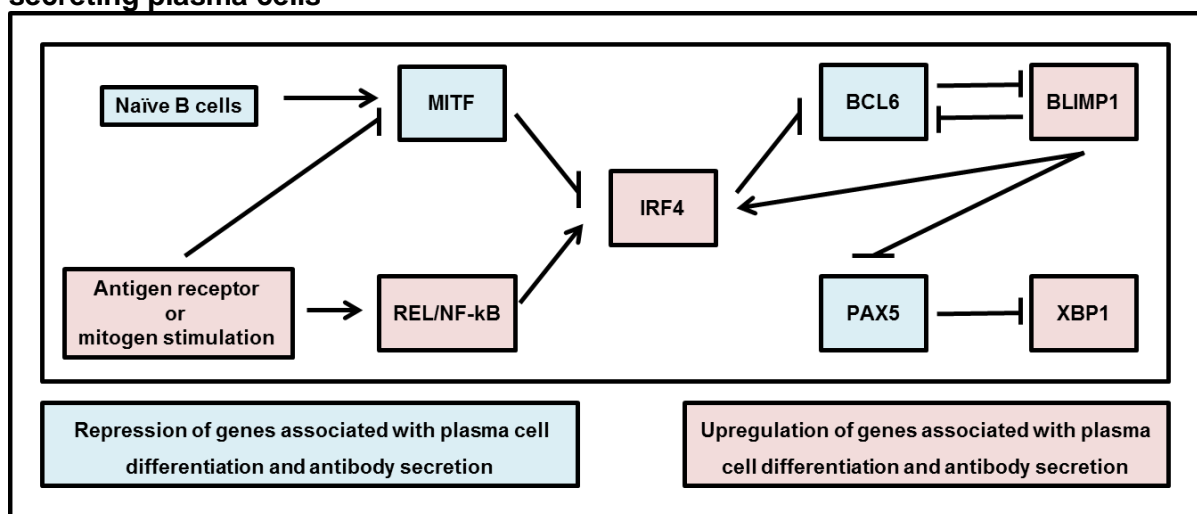 secreting plasma cells
Naïve B cells
MITF
BCL6
BLIMP1
IRF4
Antigen receptor
or
mitogen stimulation
REL/NF-kB
PAX5
XBP1
Repression of genes associated with plasma cell
differentiation and antibody secretion
Upregulation of genes associated with plasma
cell differentiation and antibody secretion